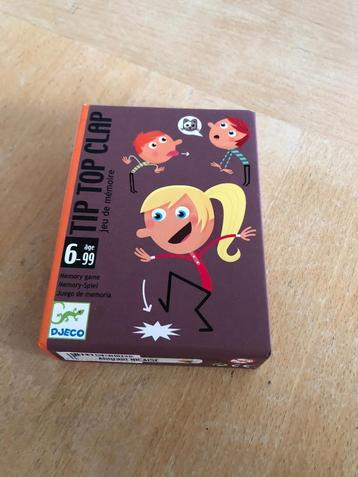 TIP TOP CLAP
jeu de mémoire
6-99
âge
Memory game
Memory-Spiel
Juego de memoria
DJECO